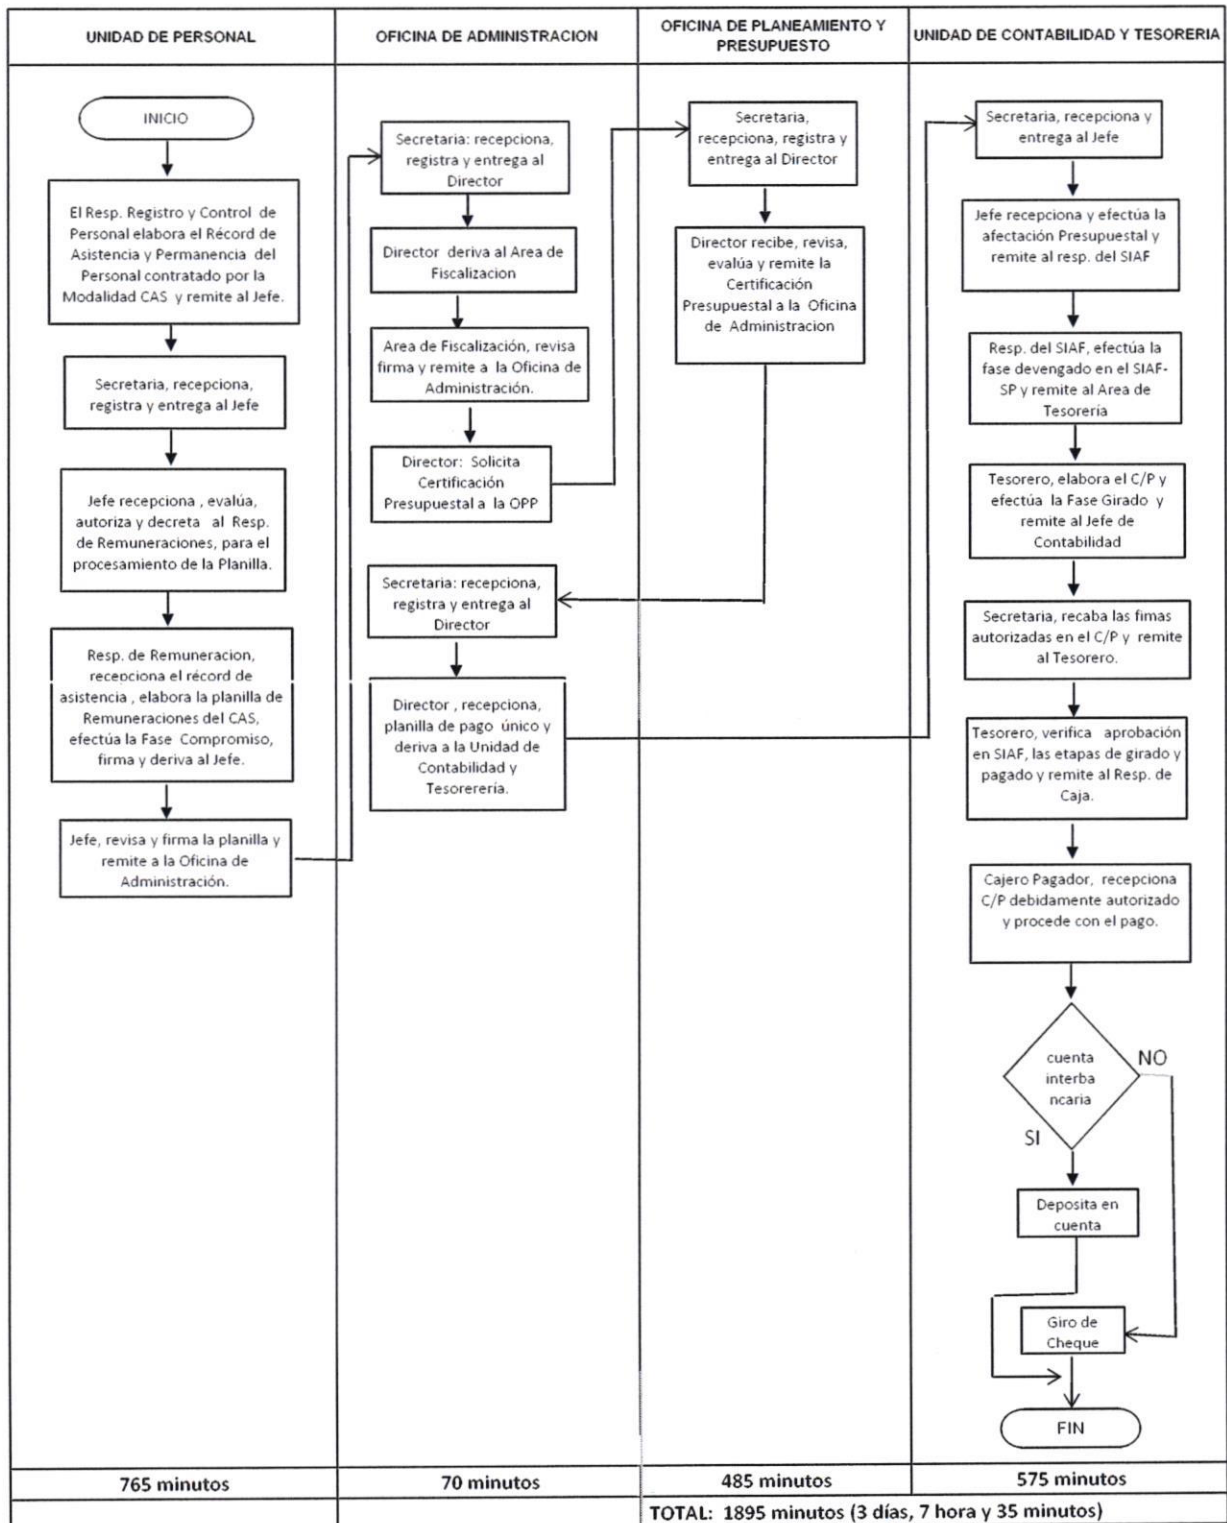 UNIDAD DE PERSONAL
OFICINA DE ADMINISTRACION
OFICINA DE PLANEAMIENTO Y
PRESUPUESTO
UNIDAD DE CONTABILIDAD Y TESORERIA
INICIO
El Resp. Registro y Control de
Personal elabora el Récord de
Asistencia y Permanencia del
Personal contratado por la
Modalidad CAS y remite al Jefe.
Secretaria, recepciona,
registra y entrega al Jefe
Jefe recepciona , evalúa,
autoriza y decreta al Resp.
de Remuneraciones, para el
procesamiento de la Planilla.
Resp. de Remuneracion,
recepciona el récord de
asistencia , elabora la planilla de
Remuneraciones del CAS,
efectúa la Fase Compromiso,
firma y deriva al Jefe.
Jefe, revisa y firma la planilla y
remite a la Oficina de
Administración.
Secretaria: recepciona,
registra y entrega al
Director
Director deriva al Area de
Fiscalizacion
Area de Fiscalización, revisa
firma y remite a la Oficina de
Administración.
Director: Solicita
Certificación
Presupuestal a la OPP
Secretaria: recepciona,
registra y entrega al
Director
Director , recepciona,
planilla de pago único y
deriva a la Unidad de
Contabilidad y
Tesorerería.
Secretaria,
recepciona, registra y
entrega al Director
Director recibe, revisa,
evalúa y remite la
Certificación
Presupuestal a la Oficina
de Administracion
Secretaria, recepciona y
entrega al Jefe
Jefe recepciona y efectúa la
afectación Presupuestal y
remite al resp. del SIAF
Resp. del SIAF, efectúa la
fase devengado en el SIAF-
SP y remite al Area de
Tesorería
Tesorero, elabora el C/P y
efectúa la Fase Girado y
remite al Jefe de
Contabilidad
Secretaria, recaba las fimas
autorizadas en el C/P y remite
al Tesorero.
Tesorero, verifica aprobación
en SIAF, las etapas de girado y
pagado y remite al Resp. de
Caja.
Cajero Pagador, recepciona
C/P debidamente autorizado
y procede con el pago.
cuenta
interba
ncaria
NO
SI
Deposita en
cuenta
Giro de
Cheque
FIN
765 minutos
70 minutos
485 minutos
575 minutos
TOTAL: 1895 minutos (3 días, 7 hora y 35 minutos)